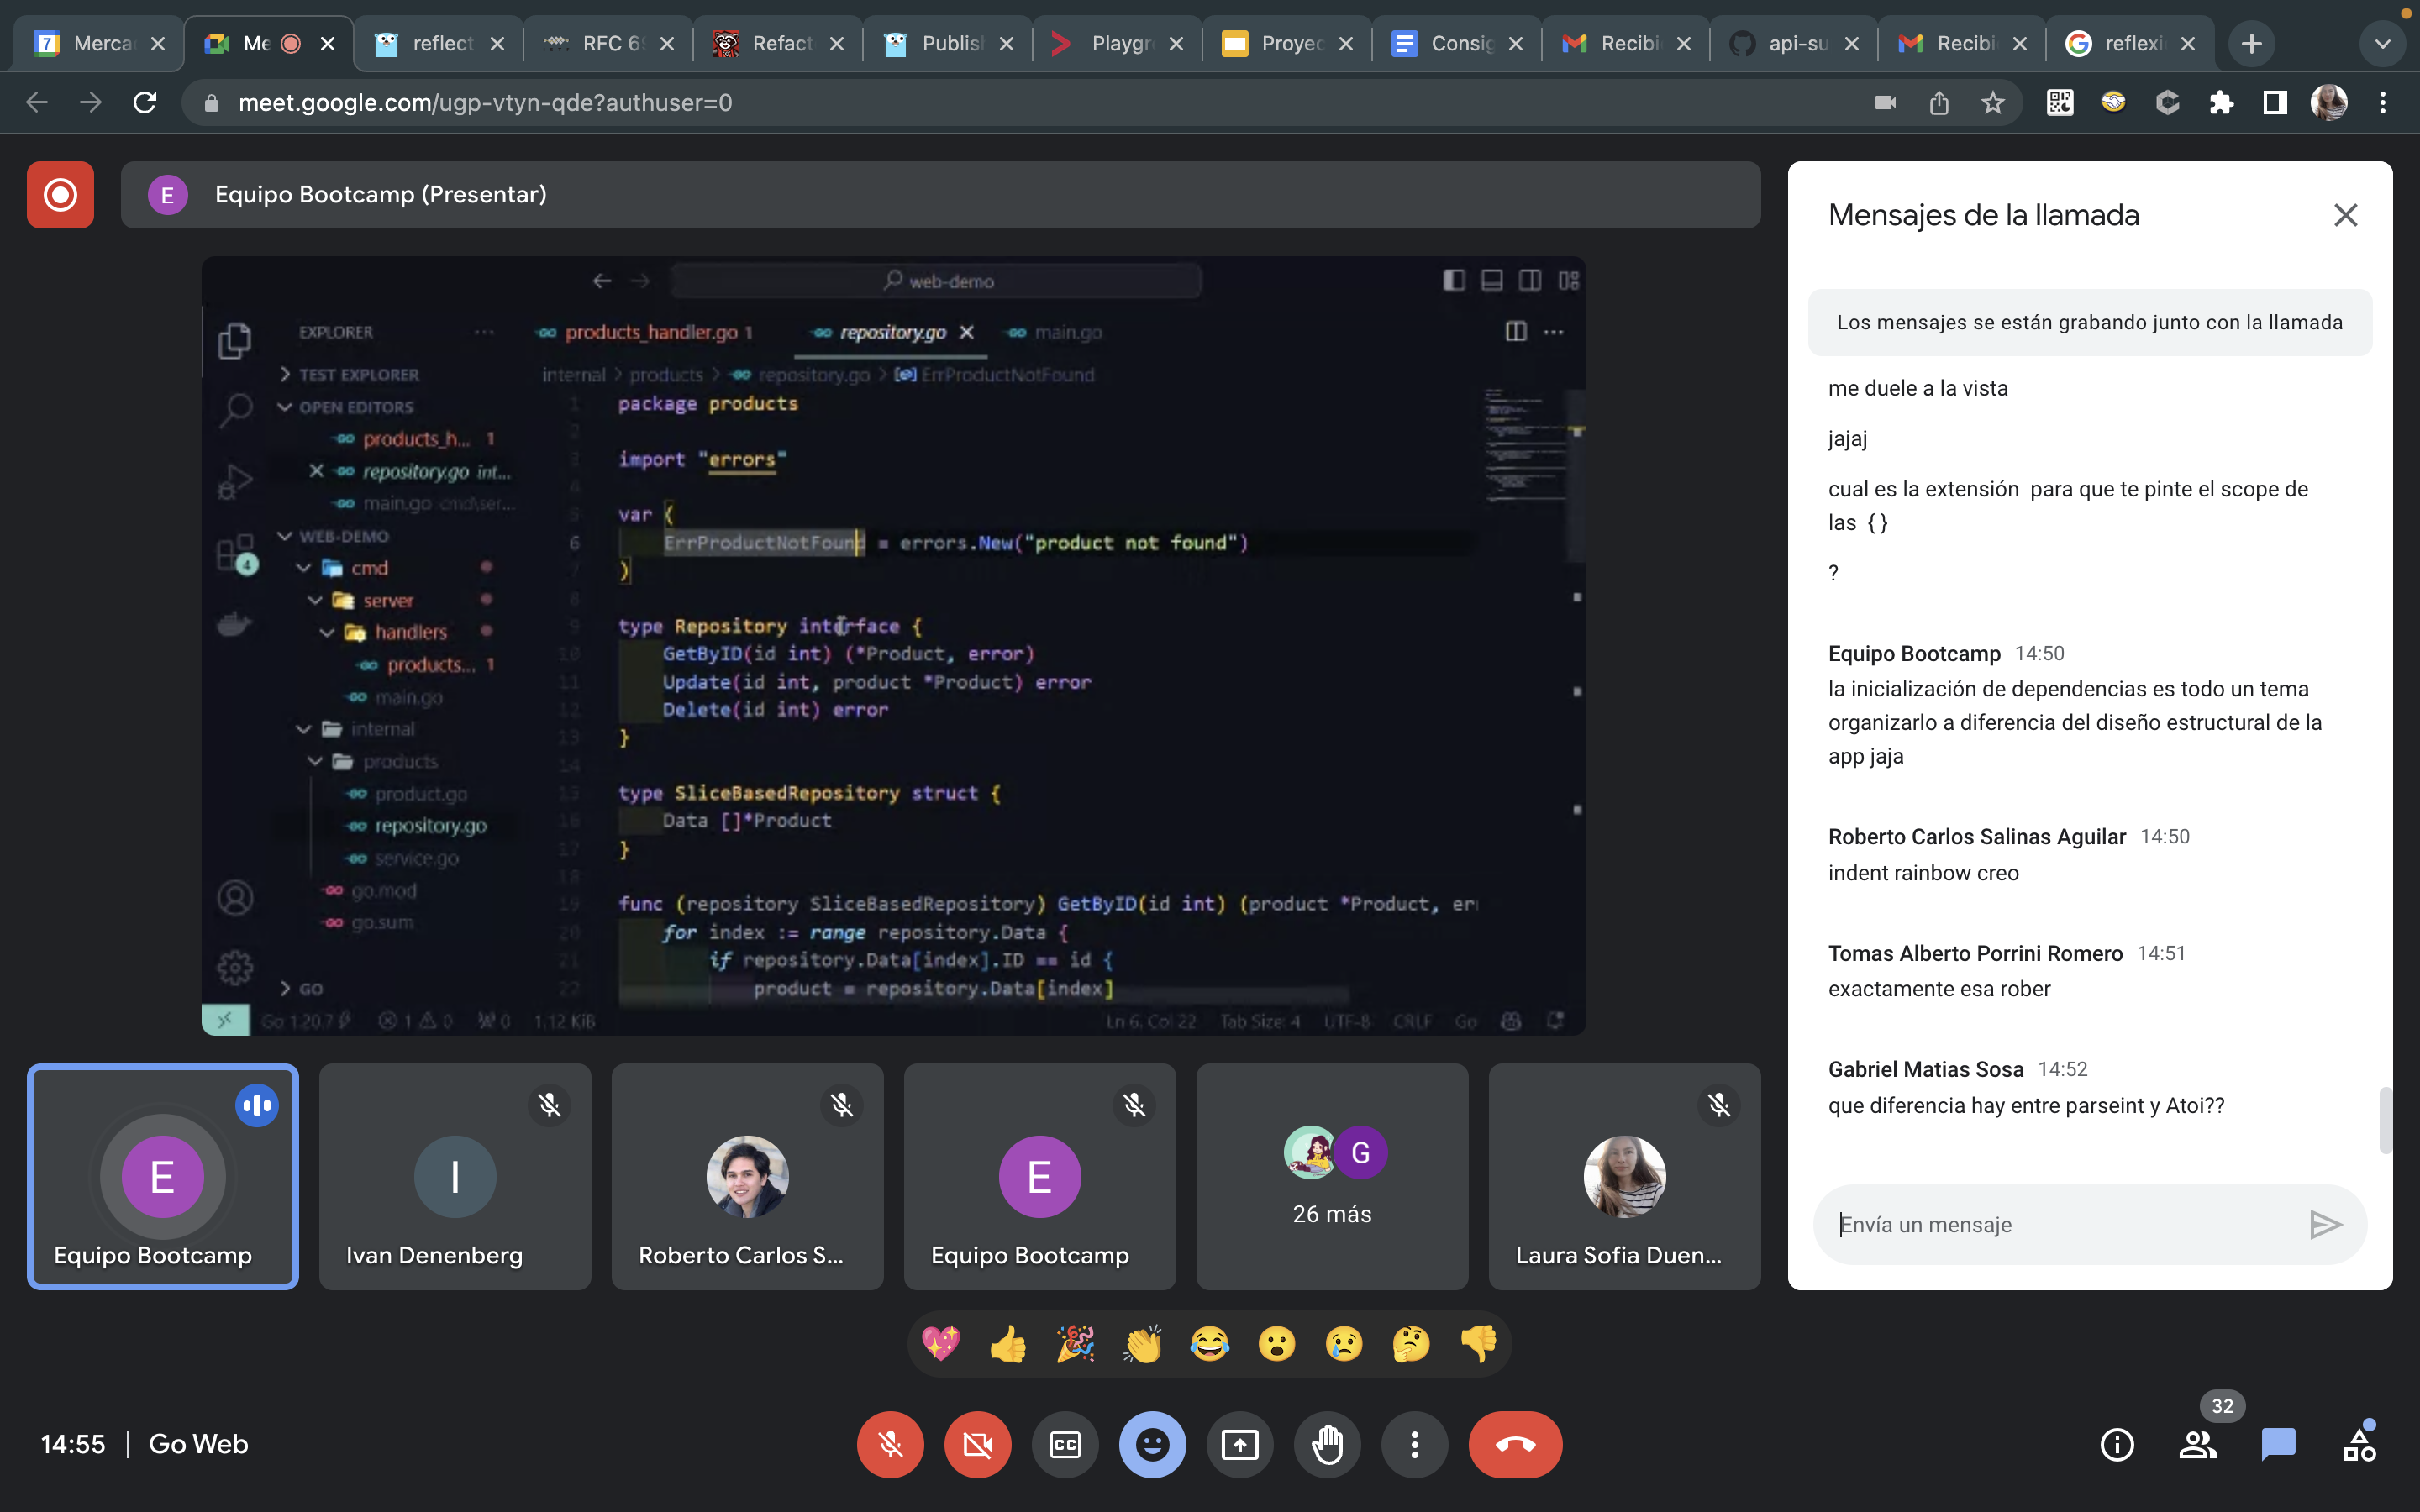 7 Merca
Me
reflect
RFC 6
Refact
Publis
Playgr
Proyec
Consig
Recibi
api-su
Recibi
reflexi
meet.google.com/ugp-vtyn-qde?authuser=0
E Equipo Bootcamp (Presentar)
web-demo
EXPLORER
TEST EXPLORER
OPEN EDITORS
products_h... 1
repository.go int...
main.go cmd\ser...
WEB-DEMO
cmd
server
handlers
products... 1
main.go
internal
products
product.go
repository.go
service.go
go.mod
go.sum
GO
4
products_handler.go 1 repository.go main.go
internal > products > repository.go > ErrProductNotFound
1 package products
2
3 import "errors"
4
5 var (
6 ErrProductNotFound = errors.New("product not found")
7 )
8
9 type Repository interface {
10 GetByID(id int) (*Product, error)
11 Update(id int, product *Product) error
12 Delete(id int) error
13 }
14
15 type SliceBasedRepository struct {
16 Data []*Product
17 }
18
19 func (repository SliceBasedRepository) GetByID(id int) (product *Product, er
20 for index := range repository.Data {
21 if repository.Data[index].ID == id {
22 product = repository.Data[index]
Go 1.20.7 1 0 0 1.12 KiB Ln 6, Col 22 Tab Size: 4 UTF-8 CRLF Go
E
Equipo Bootcamp
I
Ivan Denenberg
Roberto Carlos S...
E
Equipo Bootcamp
G
26 más
Laura Sofia Duen...
Mensajes de la llamada
Los mensajes se están grabando junto con la llamada
me duele a la vista
jajaj
cual es la extensión para que te pinte el scope de
las {}
?
Equipo Bootcamp 14:50
la inicialización de dependencias es todo un tema
organizarlo a diferencia del diseño estructural de la
app jaja
Roberto Carlos Salinas Aguilar 14:50
indent rainbow creo
Tomas Alberto Porrini Romero 14:51
exactamente esa rober
Gabriel Matias Sosa 14:52
que diferencia hay entre parseint y Atoi??
Envía un mensaje
14:55 | Go Web
CC
32